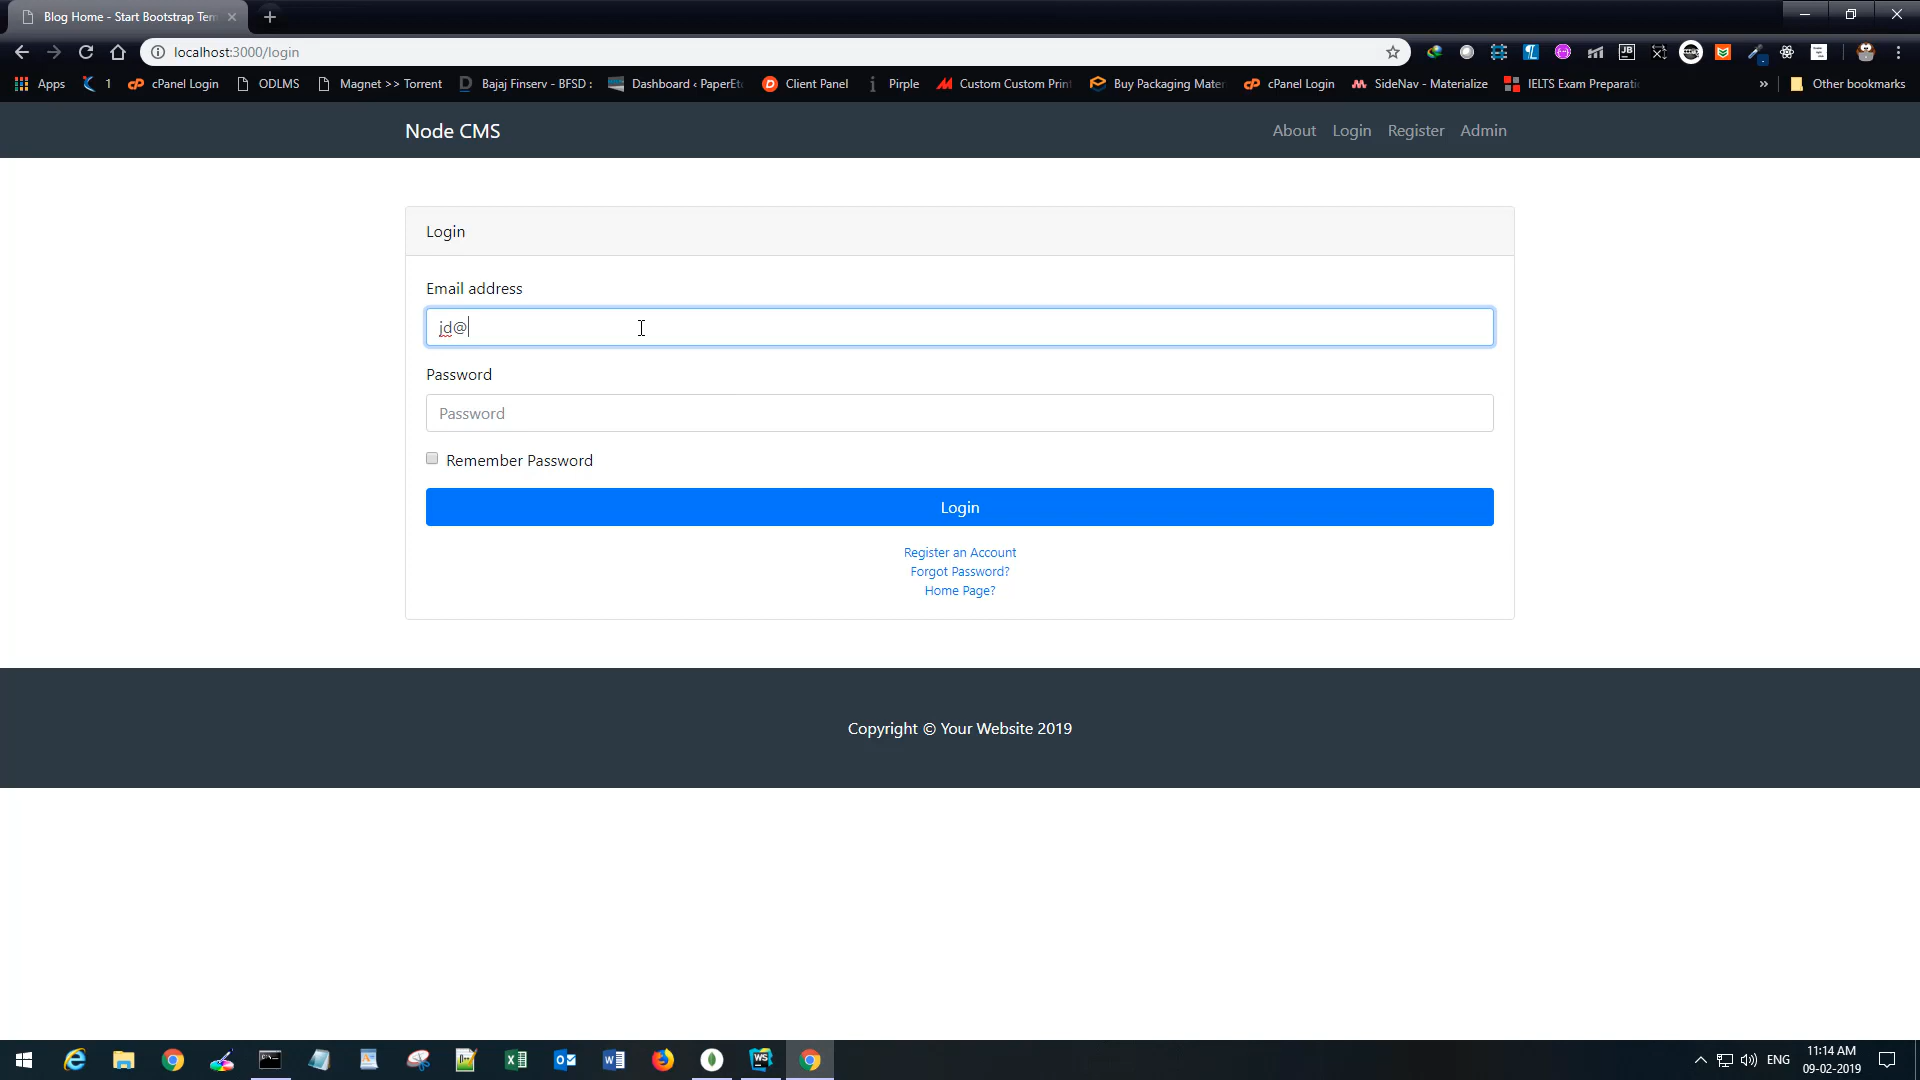 Blog Home - Start Bootstrap Tem
localhost:3000/login
Apps
1
cPanel Login
ODLMS
Magnet >> Torrent
Bajaj Finserv - BFSD :
Dashboard ‹ PaperEt
Client Panel
Pirple
Custom Custom Print
Buy Packaging Mater
cPanel Login
SideNav - Materialize
IELTS Exam Preparati
»
Other bookmarks
Node CMS
About
Login
Register
Admin
Login
Email address
jd@
Password
Password
Remember Password
Login
Register an Account
Forgot Password?
Home Page?
Copyright © Your Website 2019
ENG
11:14 AM
09-02-2019